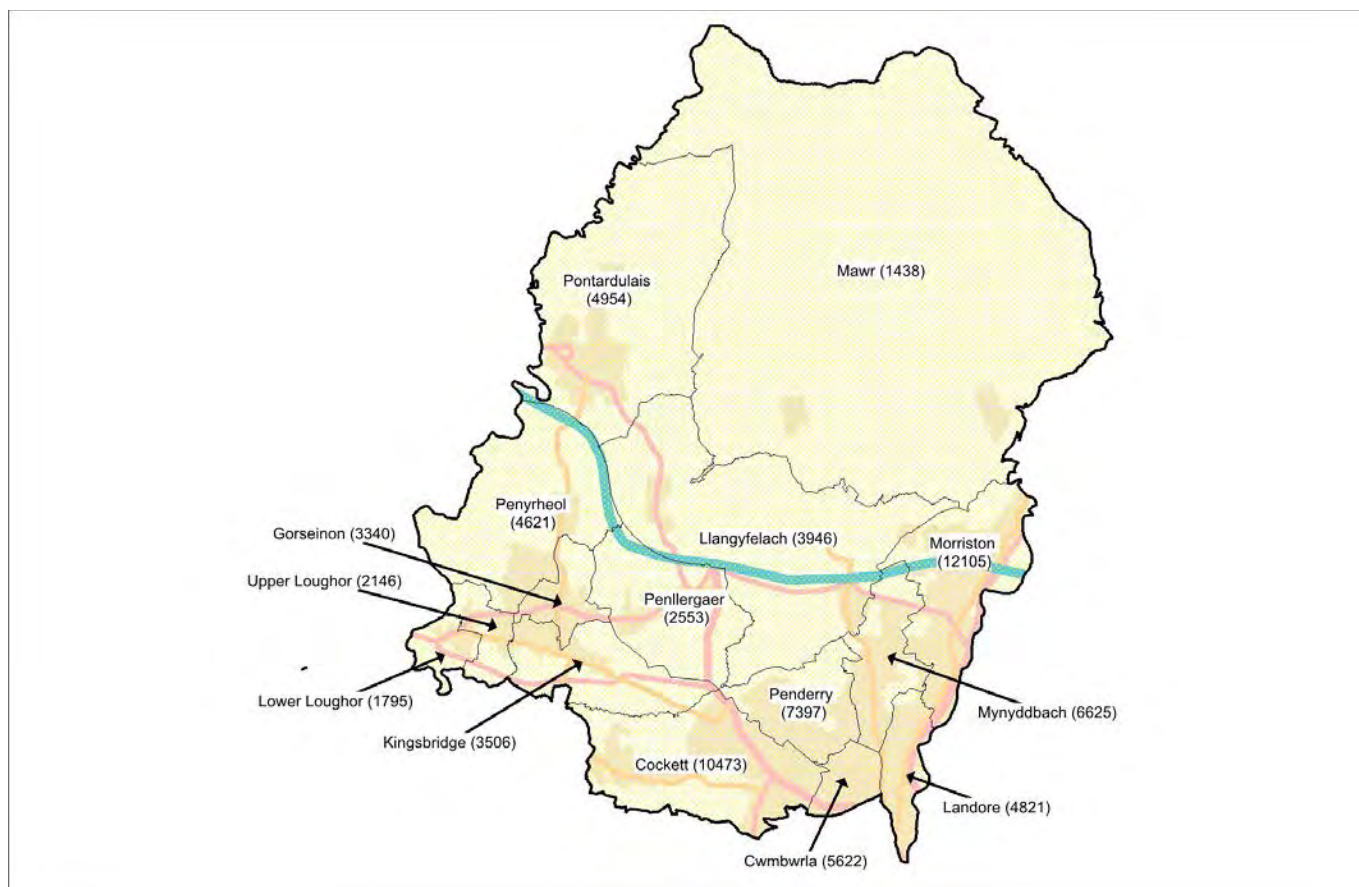 Mawr (1438)
Pontardulais
(4954)
Penyrheol
(4621)
Gorseinon (3340)
Llangyfelach (3946)
Morriston
(12105)
Upper Loughor (2146)
Penllergaer
(2553)
Lower Loughor (1795)
Penderry
(7397)
Mynyddbach (6625)
Kingsbridge (3506)
Cockett (10473)
Landore (4821)
Cwmbwrla (5622)